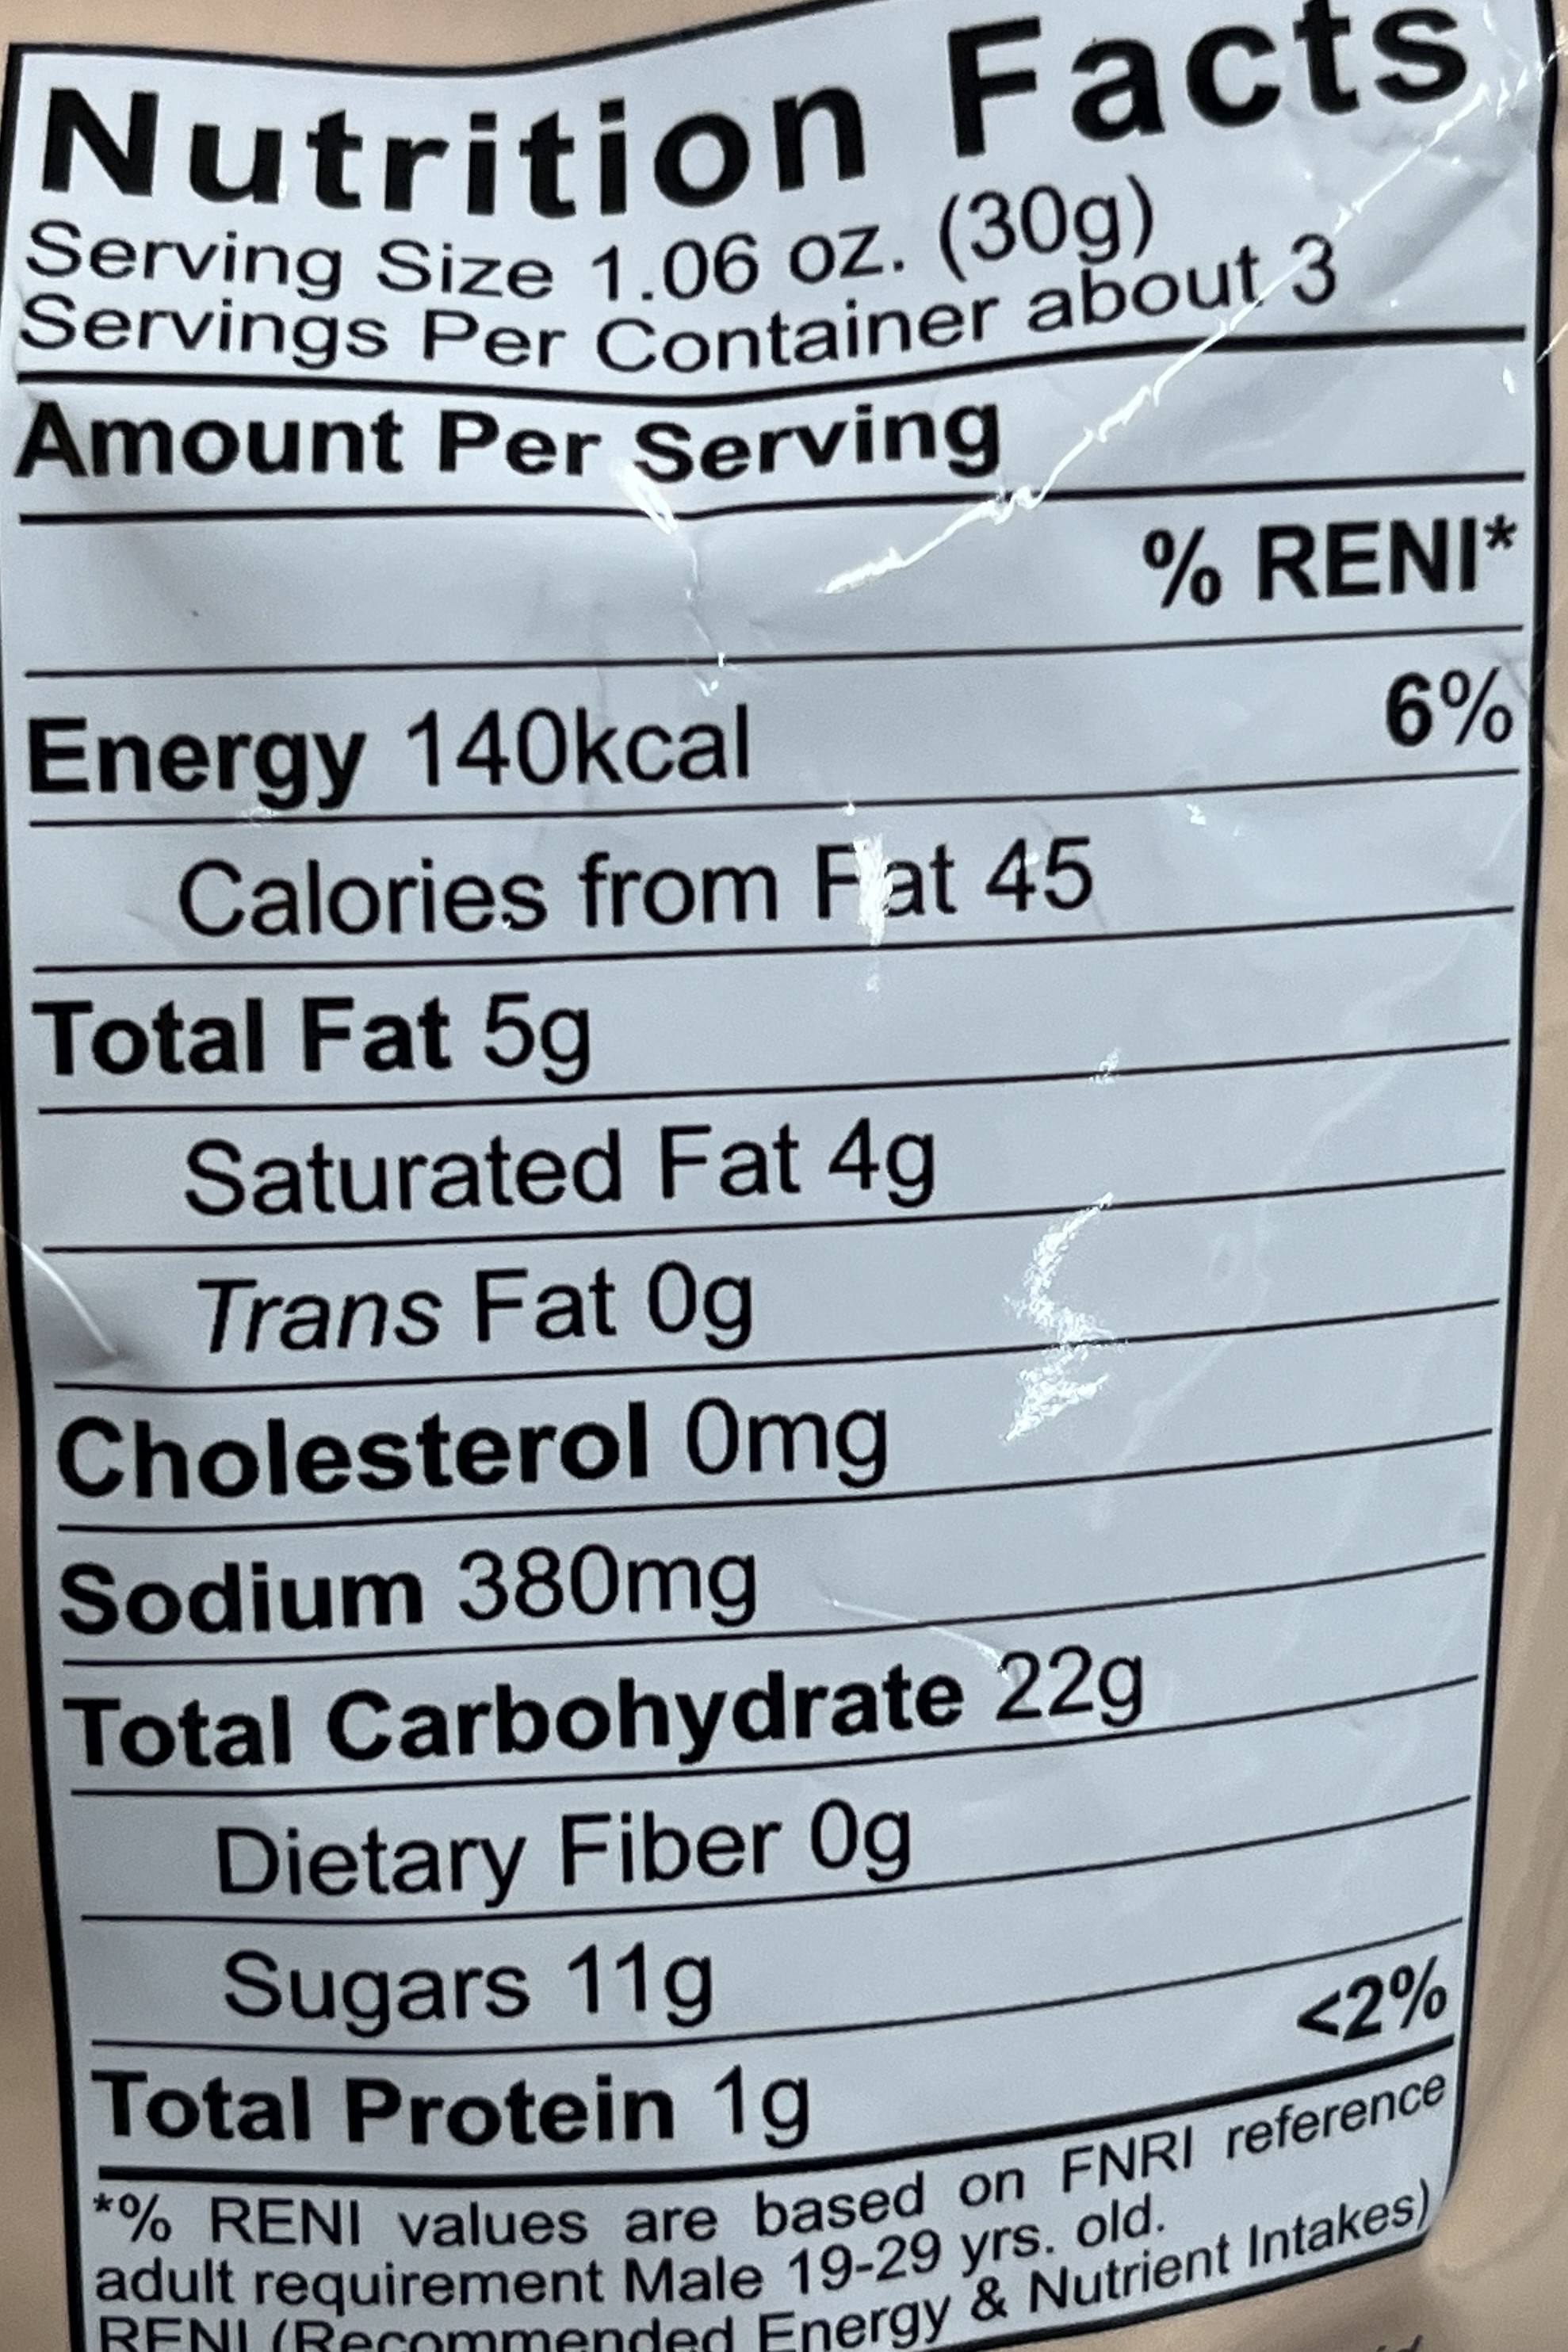 Nutrition Facts
Serving Size 1.06 oz. (30g)
Servings Per Container about 3
Amount Per Serving
% RENI*
Energy 140kcal 6%
Calories from Fat 45
Total Fat 5g
Saturated Fat 4g
Trans Fat 0g
Cholesterol 0mg
Sodium 380mg
Total Carbohydrate 22g
Dietary Fiber 0g
Sugars 11g
Total Protein 1g <2%
*% RENI values are based on FNRI reference
adult requirement Male 19-29 yrs. old.
RENI (Recommended Energy & Nutrient Intakes)